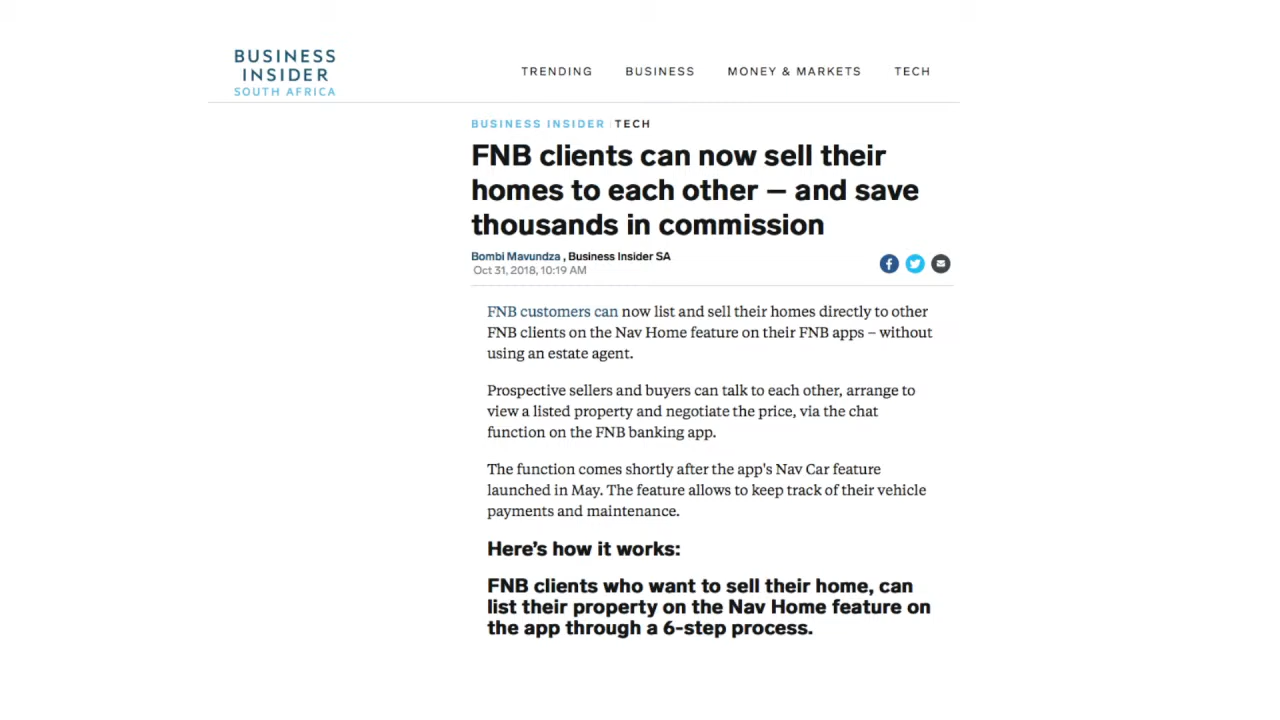 BUSINESS
INSIDER
SOUTH AFRICA
TRENDING BUSINESS MONEY & MARKETS TECH
BUSINESS INSIDER | TECH
FNB clients can now sell their
homes to each other – and save
thousands in commission
Bombi Mavundza , Business Insider SA
Oct 31, 2018, 10:19 AM
FNB customers can now list and sell their homes directly to other
FNB clients on the Nav Home feature on their FNB apps – without
using an estate agent.
Prospective sellers and buyers can talk to each other, arrange to
view a listed property and negotiate the price, via the chat
function on the FNB banking app.
The function comes shortly after the app's Nav Car feature
launched in May. The feature allows to keep track of their vehicle
payments and maintenance.
Here's how it works:
FNB clients who want to sell their home, can
list their property on the Nav Home feature on
the app through a 6-step process.